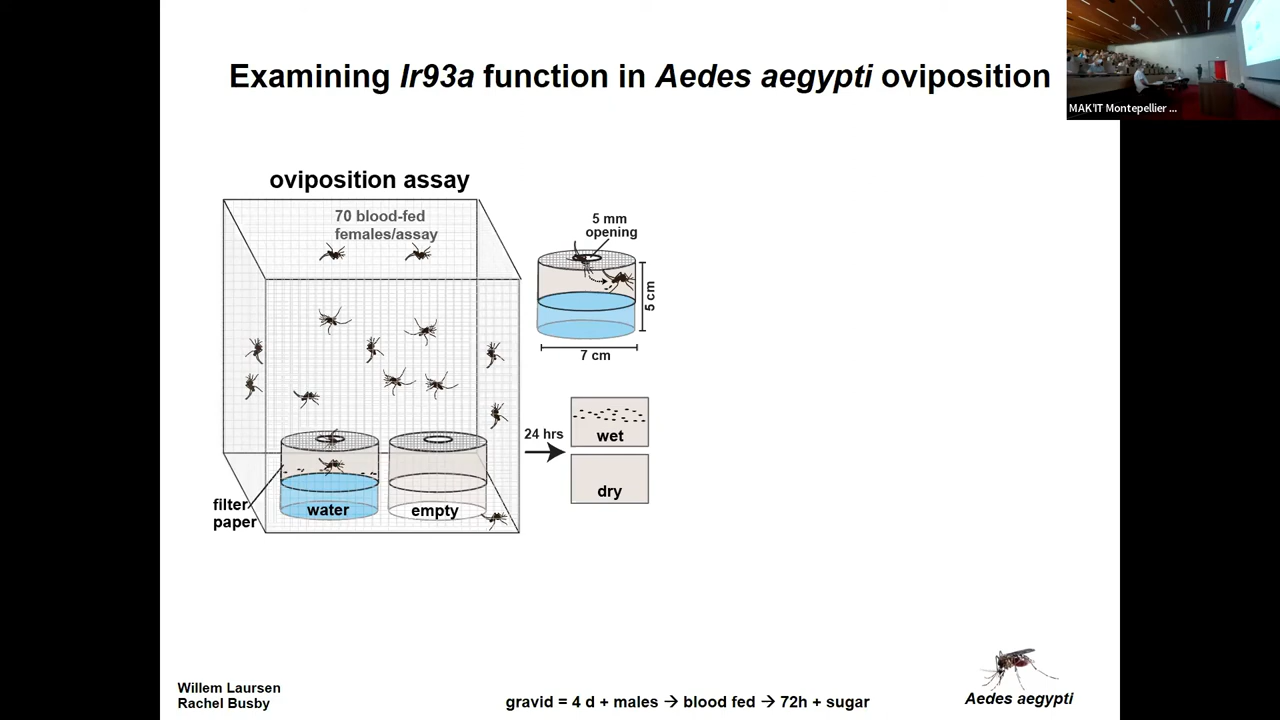 Examining Ir93a function in Aedes aegypti oviposition
MAK'IT Montepellier ...
oviposition assay
70 blood-fed
females/assay
5 mm
opening
5 cm
7 cm
24 hrs
wet
dry
filter
paper
water
empty
Willem Laursen
Rachel Busby
gravid = 4 d + males → blood fed → 72h + sugar
Aedes aegypti